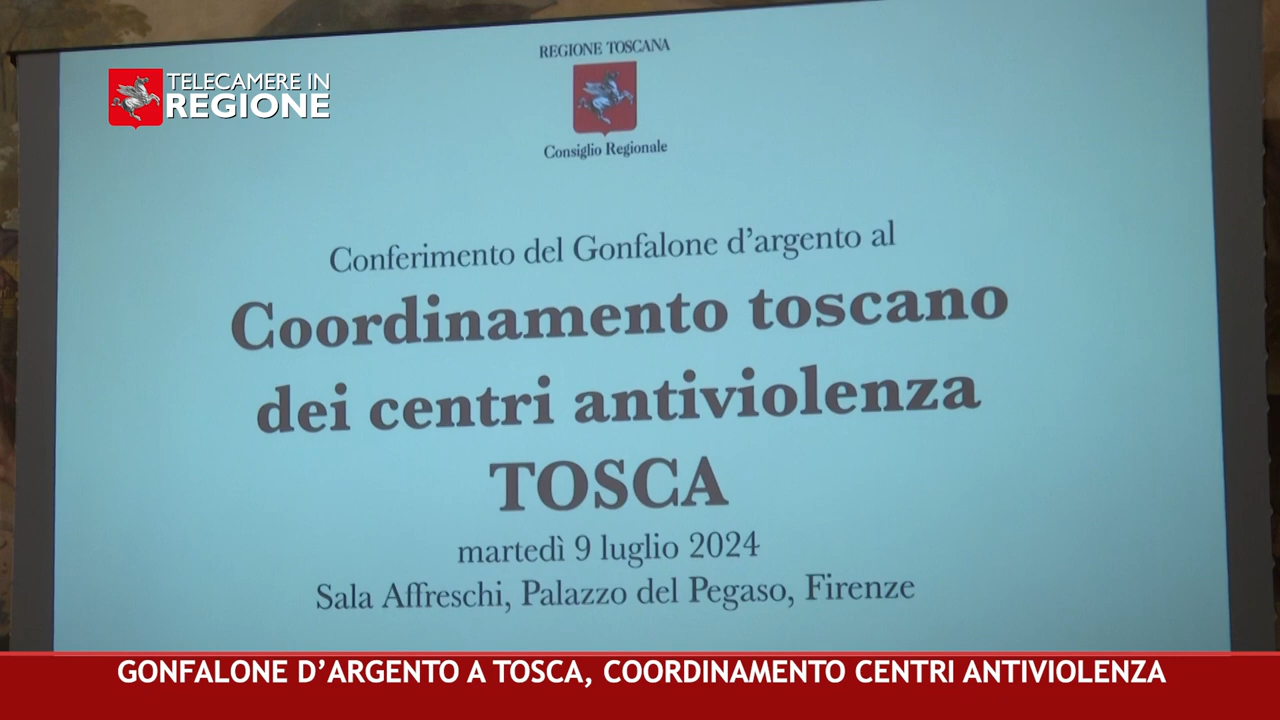 TELECAMERE IN
REGIONE
REGIONE TOSCANA
Consiglio Regionale
Conferimento del Gonfalone d'argento al
Coordinamento toscano
dei centri antiviolenza
TOSCA
martedì 9 luglio 2024
Sala Affreschi, Palazzo del Pegaso, Firenze
GONFALONE D'ARGENTO A TOSCA, COORDINAMENTO CENTRI ANTIVIOLENZA